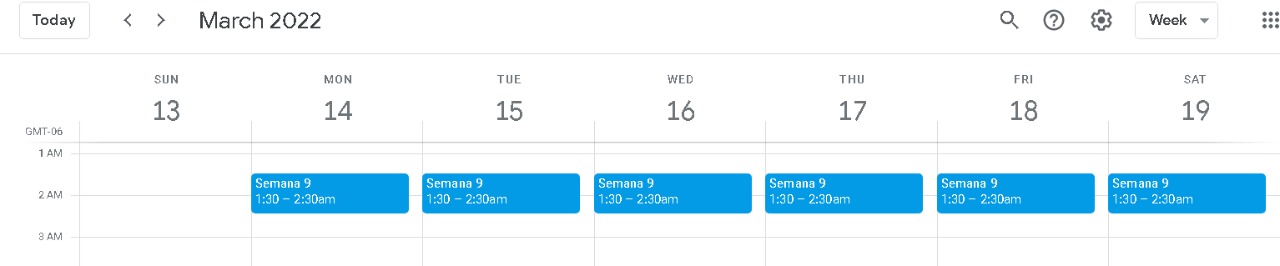 Today March 2022 Week
SUN MON TUE WED THU FRI SAT
13 14 15 16 17 18 19
GMT-06
1 AM
Semana 9 Semana 9 Semana 9 Semana 9 Semana 9 Semana 9
2 AM 1:30 – 2:30am 1:30 – 2:30am 1:30 – 2:30am 1:30 – 2:30am 1:30 – 2:30am 1:30 – 2:30am
3 AM